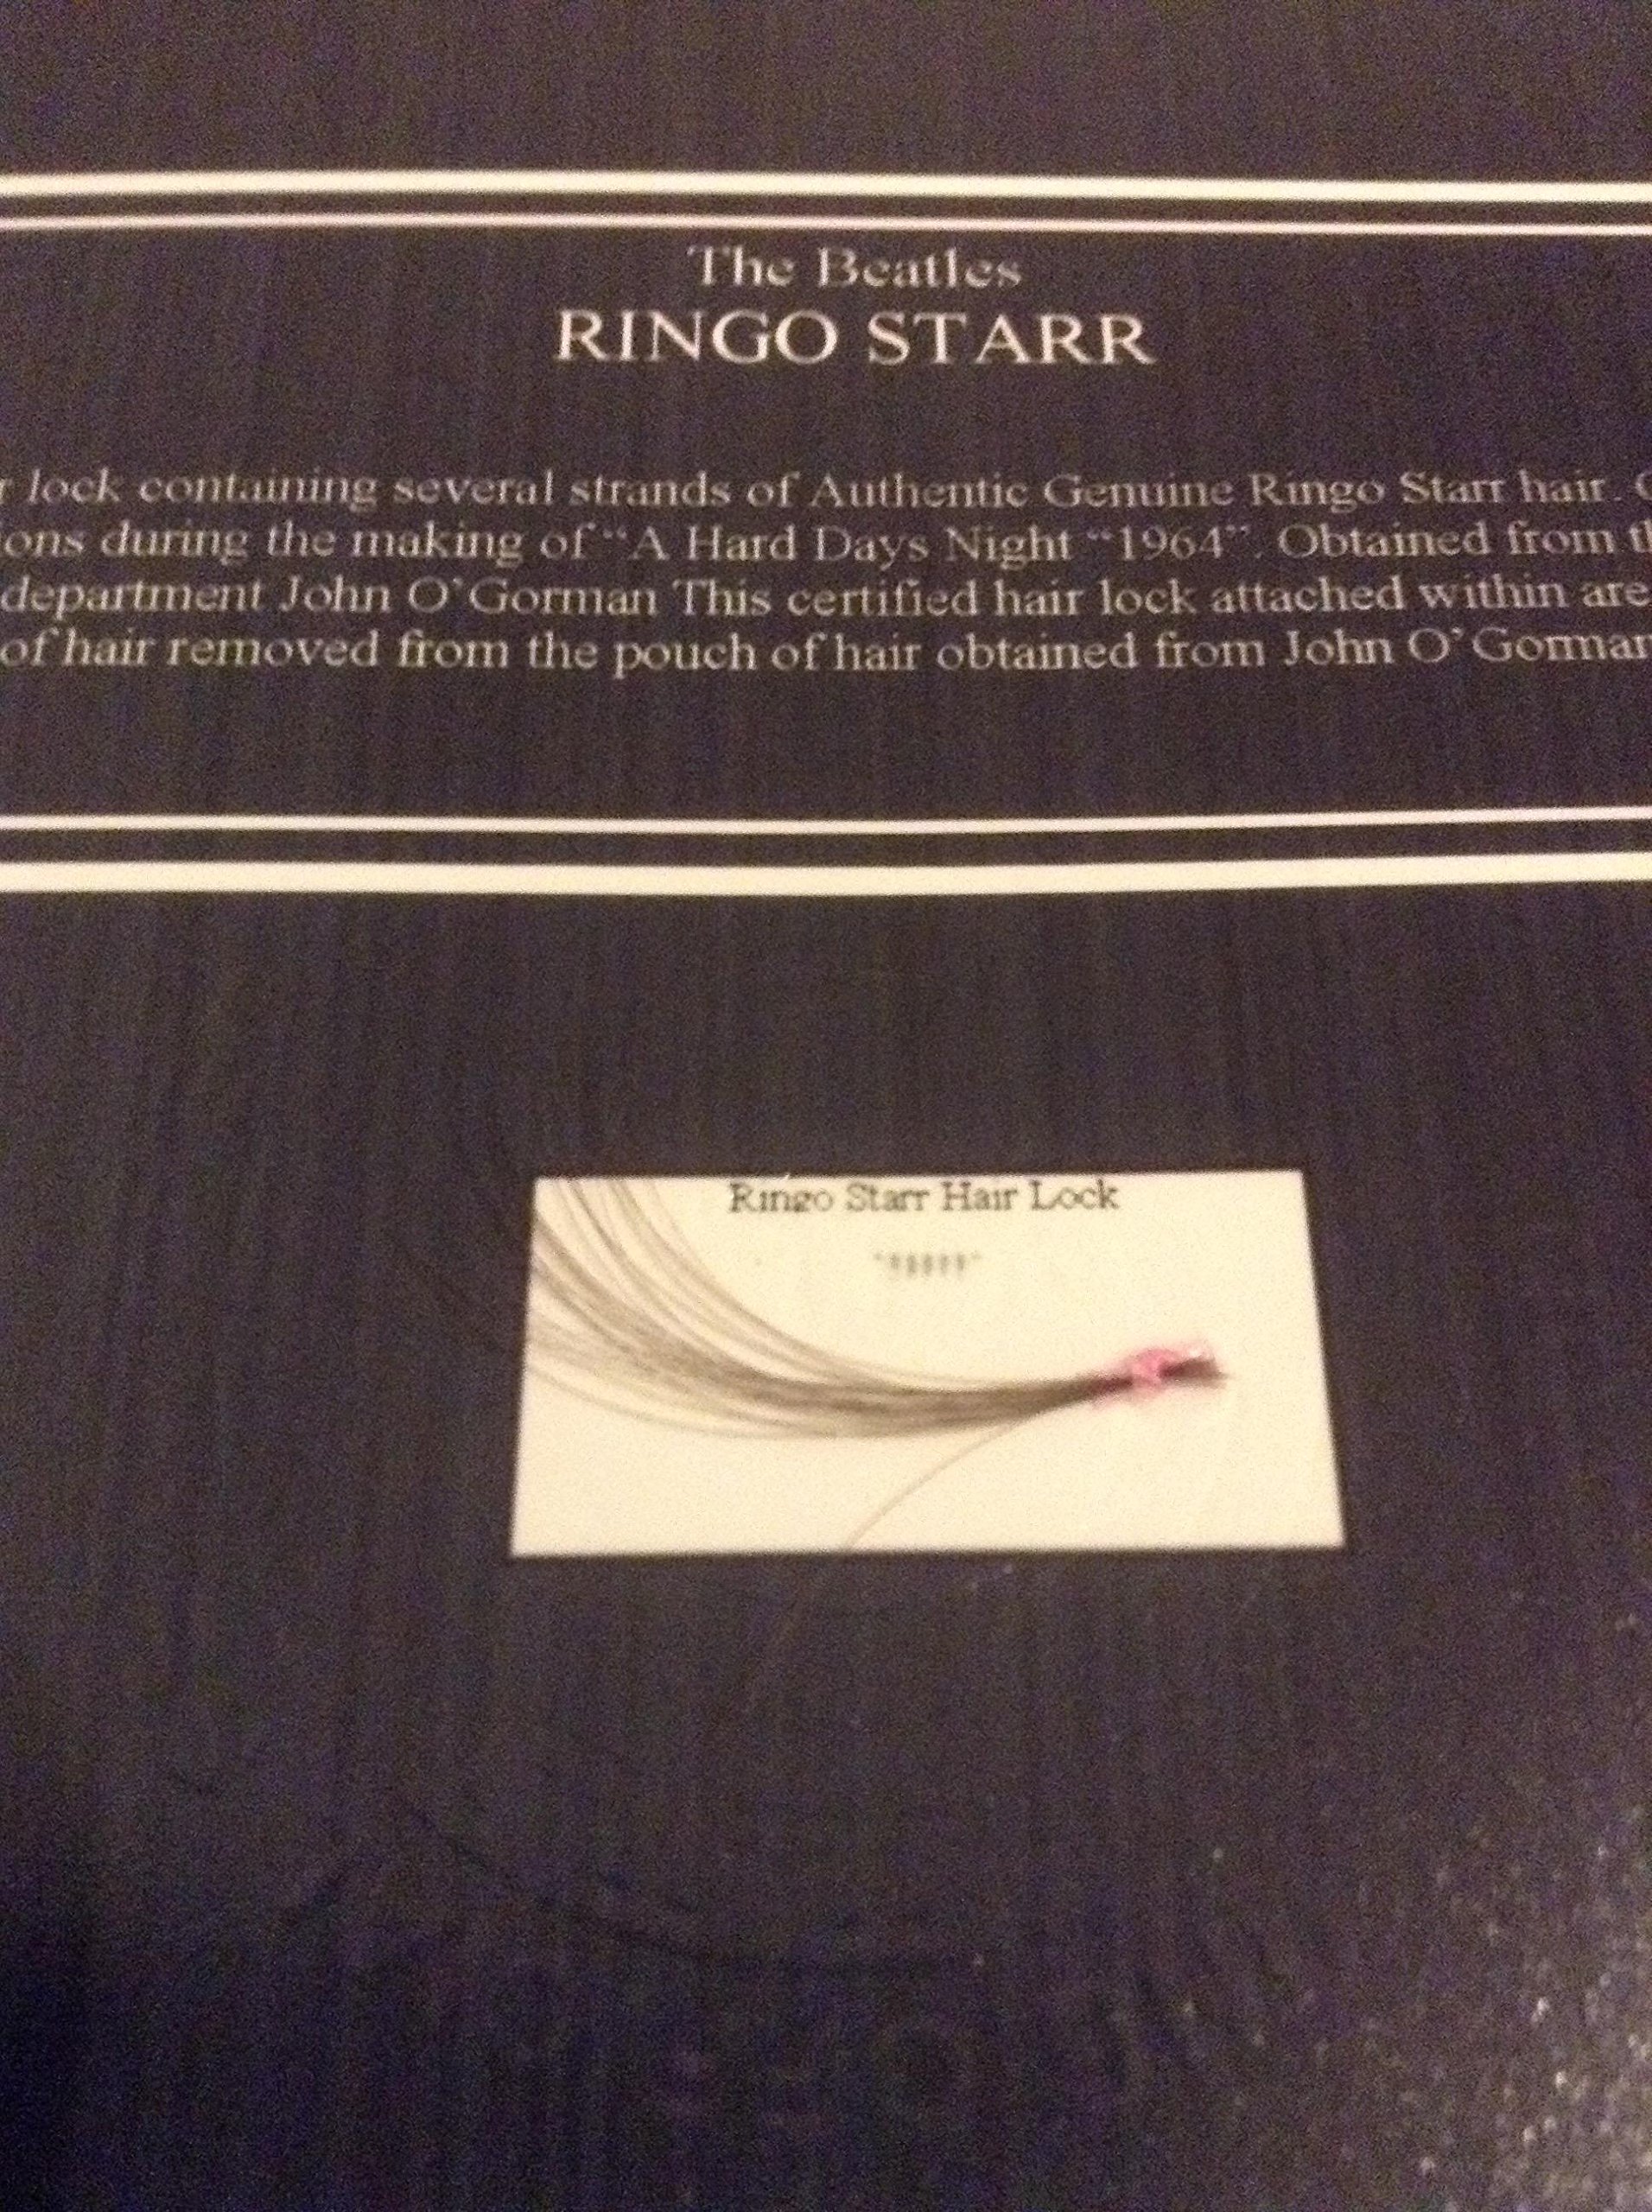 The Beatles
RINGO STARR
lock containing several strands of Authentic Genuine Ringo Starr hair.
ons during the making of "A Hard Days Night "1964". Obtained from
department John O'Gorman This certified hair lock attached within are
of hair removed from the pouch of hair obtained from John O'Gorman
Ringo Starr Hair Lock